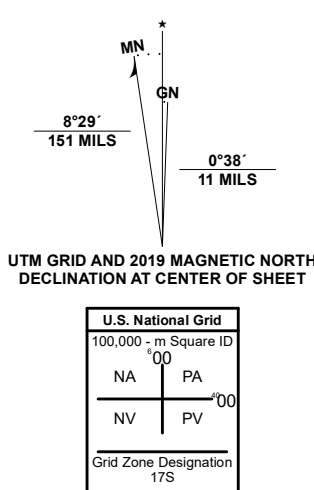 ★
MN
GN
8°29´
151 MILS
0°38´
11 MILS
UTM GRID AND 2019 MAGNETIC NORTH
DECLINATION AT CENTER OF SHEET
U.S. National Grid
100,000 - m Square ID
⁶00
NA PA
⁴⁰00
NV PV
Grid Zone Designation
17S